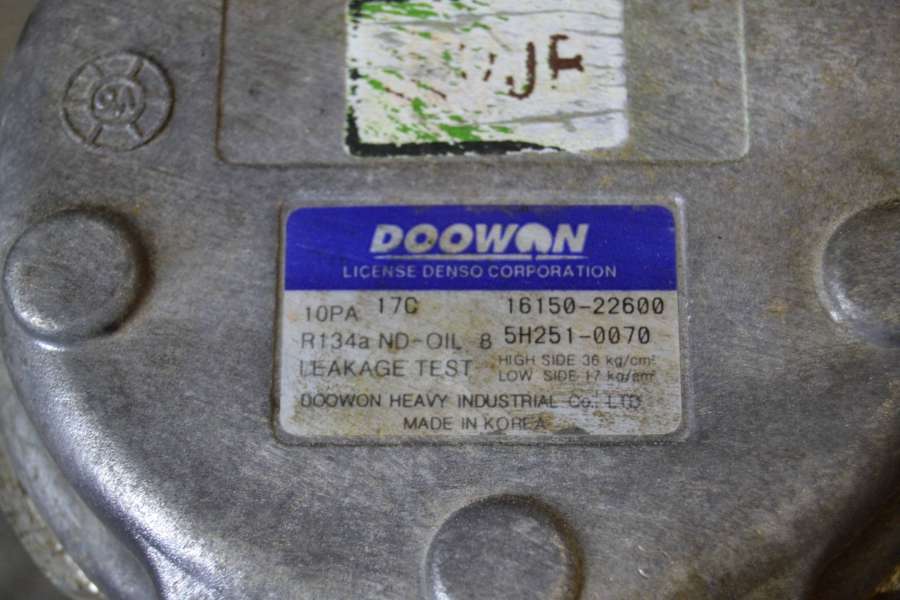 DOOWON
LICENSE DENSO CORPORATION
10PA 17C 16150-22600
R134a ND-OIL 8 5H251-0070
LEAKAGE TEST HIGH SIDE 36 kg/cm²
LOW SIDE 17 kg/cm²
DOOWON HEAVY INDUSTRIAL Co., LTD
MADE IN KOREA